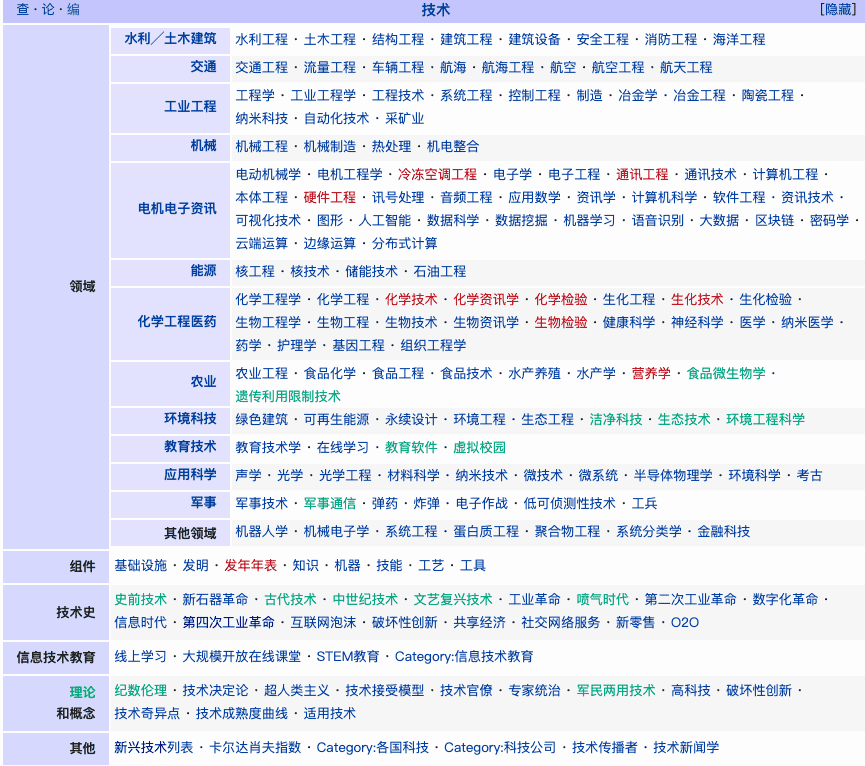 查·论·编 技术 [隐藏]
领域
水利／土木建筑 水利工程 · 土木工程 · 结构工程 · 建筑工程 · 建筑设备 · 安全工程 · 消防工程 · 海洋工程
交通 交通工程 · 流量工程 · 车辆工程 · 航海 · 航海工程 · 航空 · 航空工程 · 航天工程
工业工程 工程学 · 工业工程学 · 工程技术 · 系统工程 · 控制工程 · 制造 · 冶金学 · 冶金工程 · 陶瓷工程 ·
纳米科技 · 自动化技术 · 采矿业
机械 机械工程 · 机械制造 · 热处理 · 机电整合
电机电子资讯 电动机械学 · 电机工程学 · 冷冻空调工程 · 电子学 · 电子工程 · 通讯工程 · 通讯技术 · 计算机工程 ·
本体工程 · 硬件工程 · 讯号处理 · 音频工程 · 应用数学 · 资讯学 · 计算机科学 · 软件工程 · 资讯技术 ·
可视化技术 · 图形 · 人工智能 · 数据科学 · 数据挖掘 · 机器学习 · 语音识别 · 大数据 · 区块链 · 密码学 ·
云端运算 · 边缘运算 · 分布式计算
能源 核工程 · 核技术 · 储能技术 · 石油工程
化学工程医药 化学工程学 · 化学工程 · 化学技术 · 化学资讯学 · 化学检验 · 生化工程 · 生化技术 · 生化检验 ·
生物工程学 · 生物工程 · 生物技术 · 生物资讯学 · 生物检验 · 健康科学 · 神经科学 · 医学 · 纳米医学 ·
药学 · 护理学 · 基因工程 · 组织工程学
农业 农业工程 · 食品化学 · 食品工程 · 食品技术 · 水产养殖 · 水产学 · 营养学 · 食品微生物学 ·
遗传利用限制技术
环境科技 绿色建筑 · 可再生能源 · 永续设计 · 环境工程 · 生态工程 · 洁净科技 · 生态技术 · 环境工程科学
教育技术 教育技术学 · 在线学习 · 教育软件 · 虚拟校园
应用科学 声学 · 光学 · 光学工程 · 材料科学 · 纳米技术 · 微技术 · 微系统 · 半导体物理学 · 环境科学 · 考古
军事 军事技术 · 军事通信 · 弹药 · 炸弹 · 电子作战 · 低可侦测性技术 · 工兵
其他领域 机器人学 · 机械电子学 · 系统工程 · 蛋白质工程 · 聚合物工程 · 系统分类学 · 金融科技
组件 基础设施 · 发明 · 发年年表 · 知识 · 机器 · 技能 · 工艺 · 工具
技术史 史前技术 · 新石器革命 · 古代技术 · 中世纪技术 · 文艺复兴技术 · 工业革命 · 喷气时代 · 第二次工业革命 · 数字化革命 ·
信息时代 · 第四次工业革命 · 互联网泡沫 · 破坏性创新 · 共享经济 · 社交网络服务 · 新零售 · O2O
信息技术教育 线上学习 · 大规模开放在线课堂 · STEM教育 · Category:信息技术教育
理论
和概念 纪数伦理 · 技术决定论 · 超人类主义 · 技术接受模型 · 技术官僚 · 专家统治 · 军民两用技术 · 高科技 · 破坏性创新 ·
技术奇异点 · 技术成熟度曲线 · 适用技术
其他 新兴技术列表 · 卡尔达肖夫指数 · Category:各国科技 · Category:科技公司 · 技术传播者 · 技术新闻学